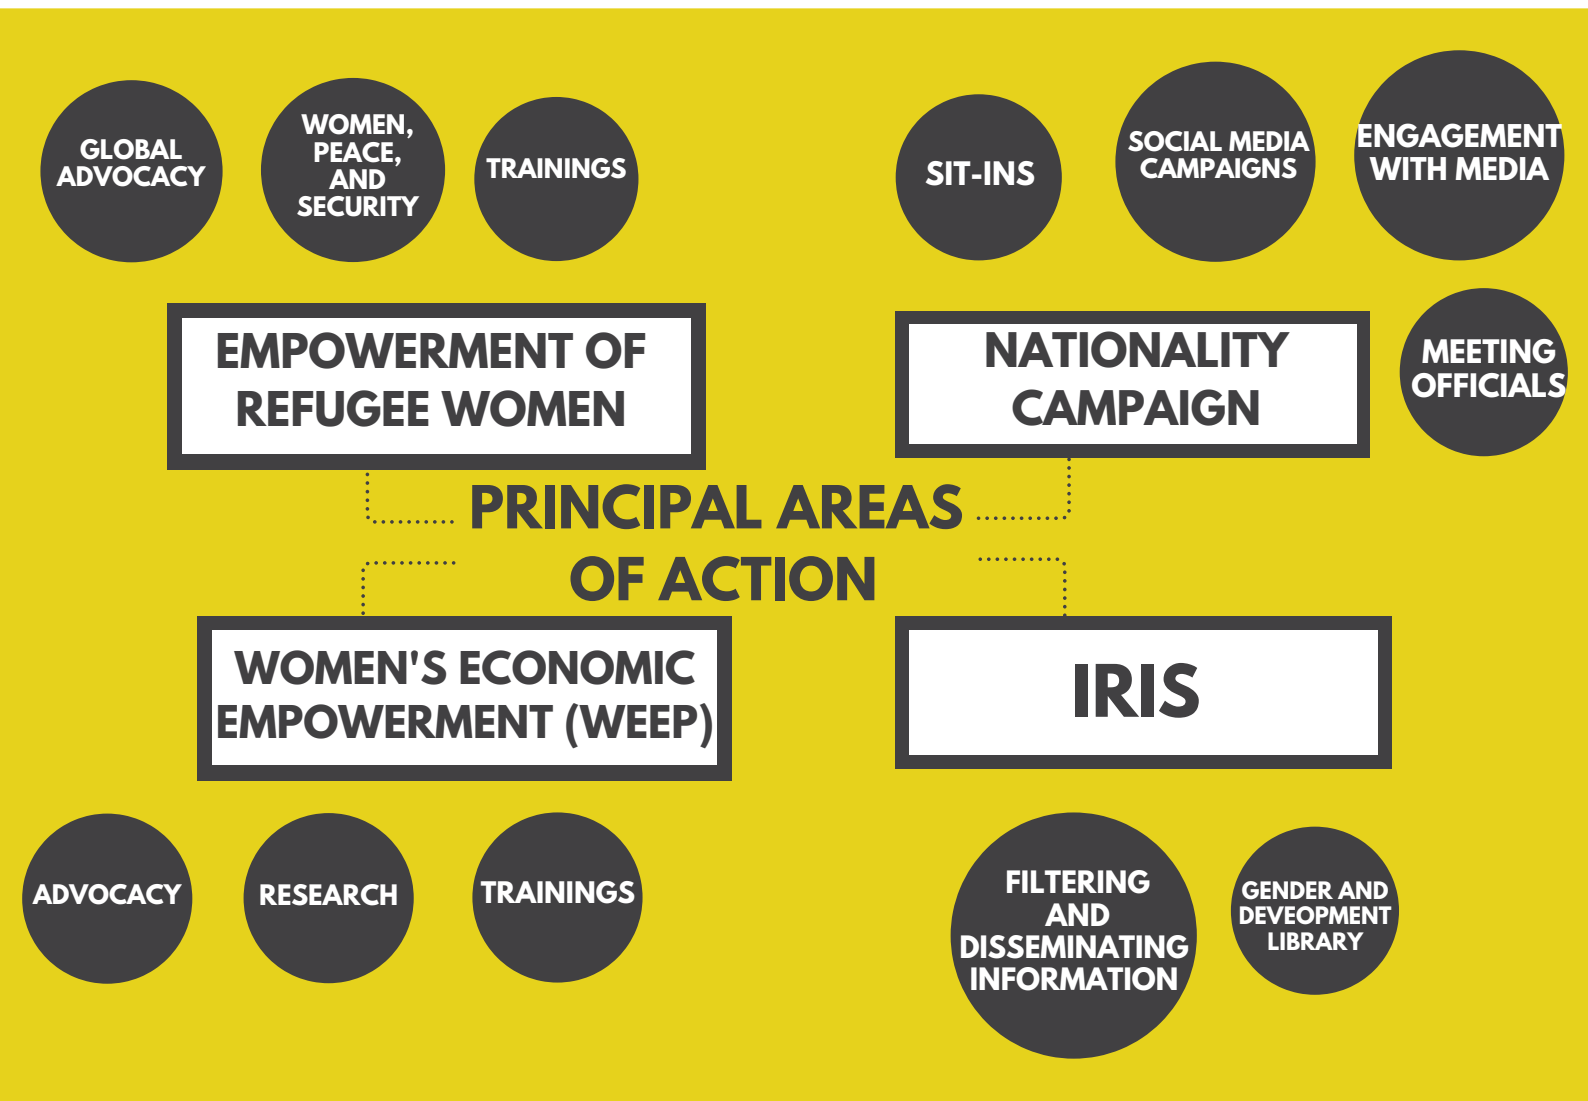 GLOBAL
ADVOCACY
WOMEN,
PEACE,
AND
SECURITY
TRAININGS
SIT-INS
SOCIAL MEDIA
CAMPAIGNS
ENGAGEMENT
WITH MEDIA
MEETING
OFFICIALS
EMPOWERMENT OF
REFUGEE WOMEN
NATIONALITY
CAMPAIGN
PRINCIPAL AREAS
OF ACTION
WOMEN'S ECONOMIC
EMPOWERMENT (WEEP)
IRIS
ADVOCACY
RESEARCH
TRAININGS
FILTERING
AND
DISSEMINATING
INFORMATION
GENDER AND
DEVEOPMENT
LIBRARY